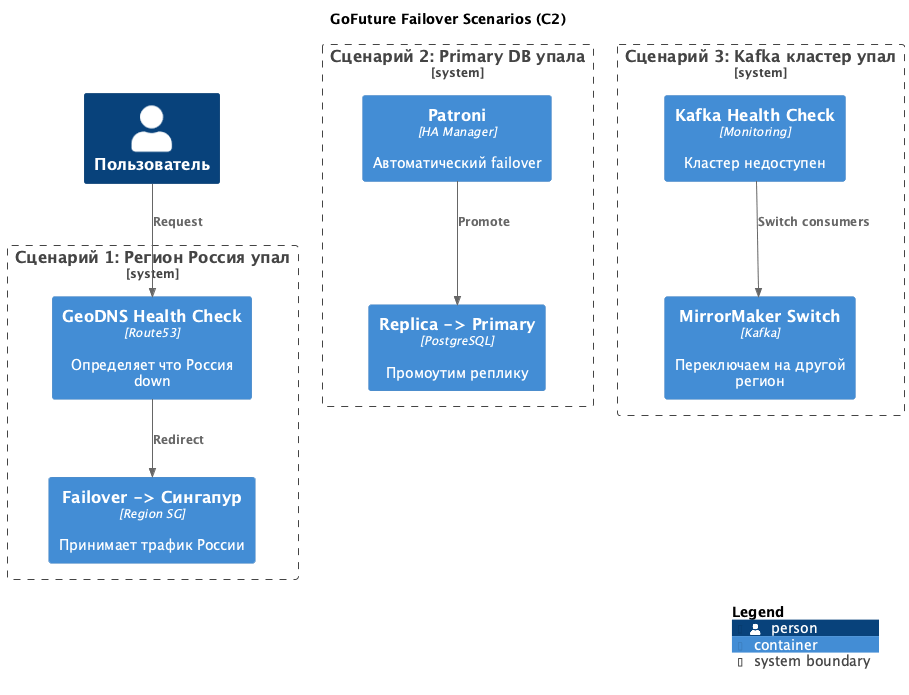 GoFuture Failover Scenarios (C2)
Пользователь
Request
Сценарий 1: Регион Россия упал
[system]
GeoDNS Health Check
[Route53]
Определяет что Россия
down
Redirect
Failover -> Сингапур
[Region SG]
Принимает трафик России
Сценарий 2: Primary DB упала
[system]
Patroni
[HA Manager]
Автоматический failover
Promote
Replica -> Primary
[PostgreSQL]
Промоутим реплику
Сценарий 3: Kafka кластер упал
[system]
Kafka Health Check
[Monitoring]
Кластер недоступен
Switch consumers
MirrorMaker Switch
[Kafka]
Переключаем на другой
регион
Legend
person
container
system boundary